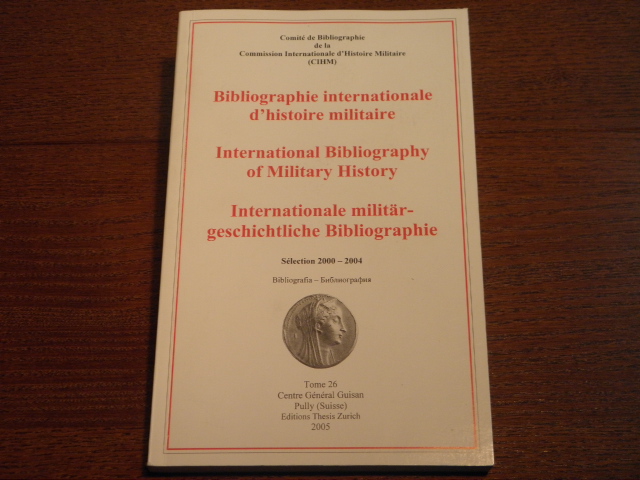 Comité de Bibliographie
de la
Commission Internationale d'Histoire Militaire
(CIHM)
Bibliographie internationale
d'histoire militaire
International Bibliography
of Military History
Internationale militär-
geschichtliche Bibliographie
Sélection 2000 – 2004
Bibliografia – Библиография
Tome 26
Centre Général Guisan
Pully (Suisse)
Editions Thesis Zurich
2005